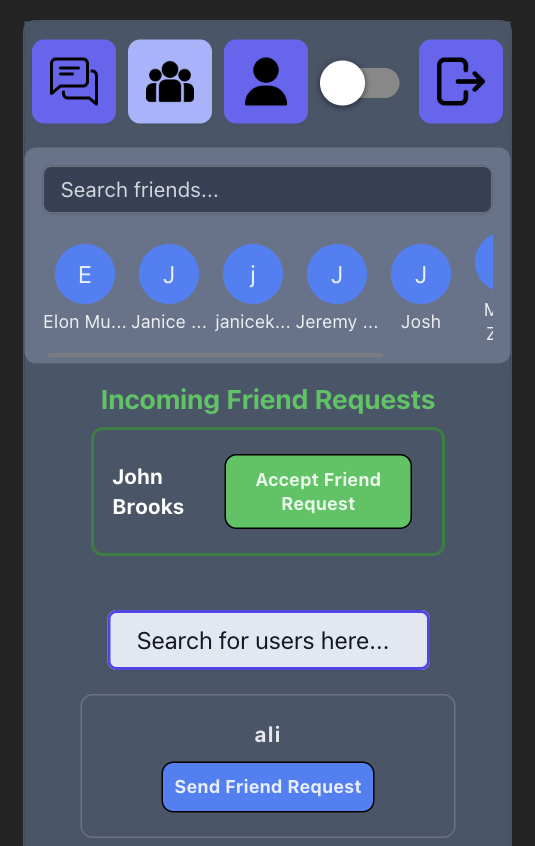 Search friends...
E J j J J
Elon Mu... Janice ... janicek... Jeremy ... Josh
Incoming Friend Requests
John
Brooks
Accept Friend
Request
Search for users here...
ali
Send Friend Request